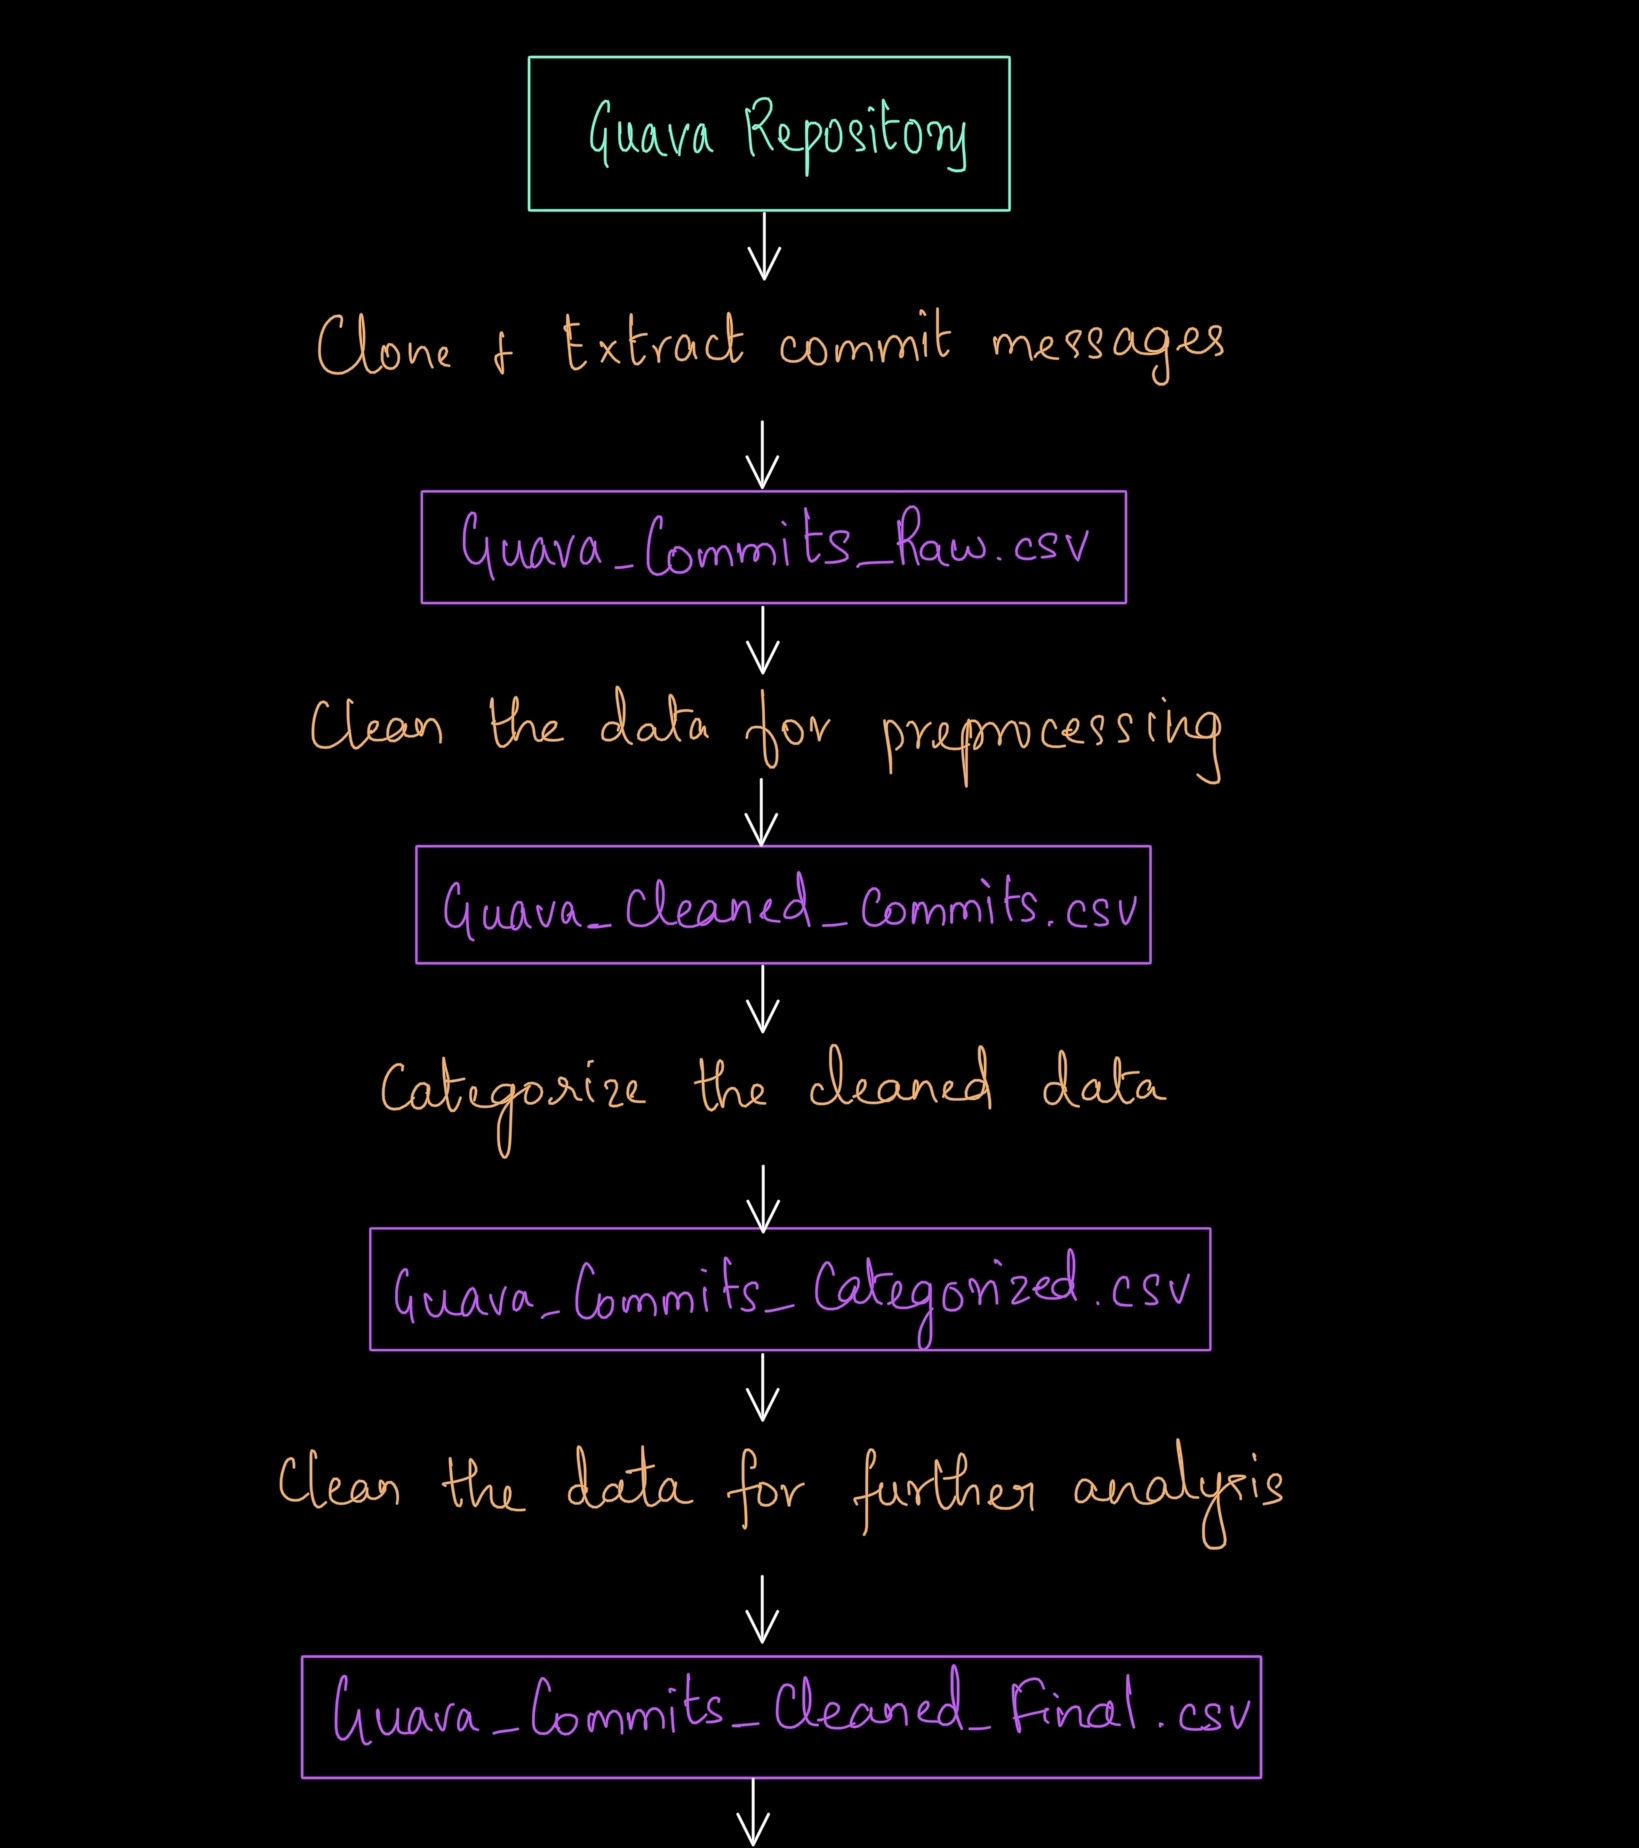 Guava Repository
Clone & Extract commit messages
Guava_Commits_Raw.csv
Clean the data for preprocessing
Guava_Cleaned_Commits.csv
Categorize the cleaned data
Guava_Commits_Categorized.csv
Clean the data for further analysis
Guava_Commits_Cleaned_Final.csv